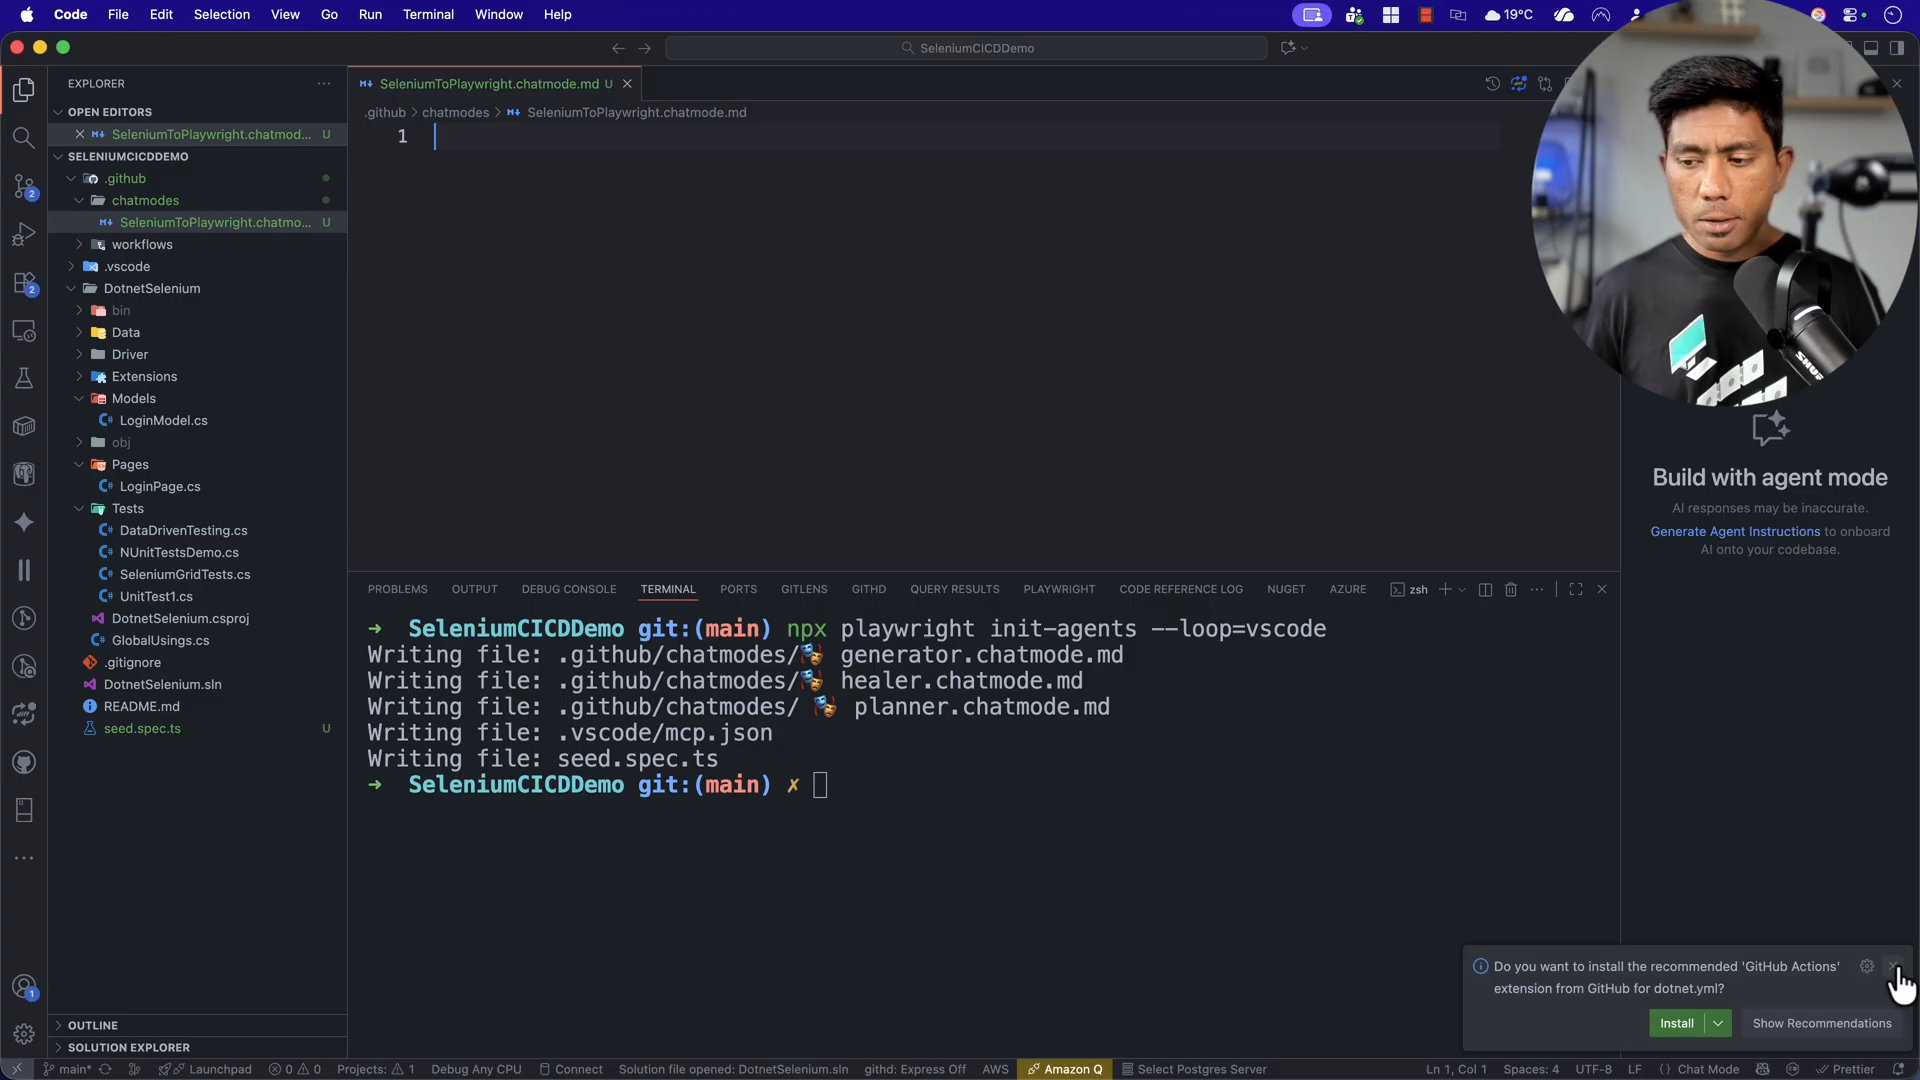 Code File Edit Selection View Go Run Terminal Window Help
19°C
SeleniumCICDDemo
EXPLORER
SeleniumToPlaywright.chatmode.md U
OPEN EDITORS
.github > chatmodes > SeleniumToPlaywright.chatmode.md
SeleniumToPlaywright.chatmod... U
1
SELENIUMCICDDEMO
.github
chatmodes
SeleniumToPlaywright.chatmo... U
workflows
.vscode
DotnetSelenium
bin
Data
Driver
Extensions
Models
LoginModel.cs
obj
Pages
LoginPage.cs
Tests
DataDrivenTesting.cs
NUnitTestsDemo.cs
SeleniumGridTests.cs
UnitTest1.cs
DotnetSelenium.csproj
GlobalUsings.cs
.gitignore
DotnetSelenium.sln
README.md
seed.spec.ts U
OUTLINE
SOLUTION EXPLORER
2
2
1
SHURE
Build with agent mode
AI responses may be inaccurate.
Generate Agent Instructions to onboard
AI onto your codebase.
PROBLEMS OUTPUT DEBUG CONSOLE TERMINAL PORTS GITLENS GITHD QUERY RESULTS PLAYWRIGHT CODE REFERENCE LOG NUGET AZURE zsh
➜ SeleniumCICDDemo git:(main) npx playwright init-agents --loop=vscode
Writing file: .github/chatmodes/🎭 generator.chatmode.md
Writing file: .github/chatmodes/🎭 healer.chatmode.md
Writing file: .github/chatmodes/ 🎭 planner.chatmode.md
Writing file: .vscode/mcp.json
Writing file: seed.spec.ts
➜ SeleniumCICDDemo git:(main) ✗
Do you want to install the recommended 'GitHub Actions'
extension from GitHub for dotnet.yml?
Install Show Recommendations
main* Launchpad 0 0 Projects: 1 Debug Any CPU Connect Solution file opened: DotnetSelenium.sln githd: Express Off AWS Amazon Q Select Postgres Server Ln 1, Col 1 Spaces: 4 UTF-8 LF { } Chat Mode Prettier